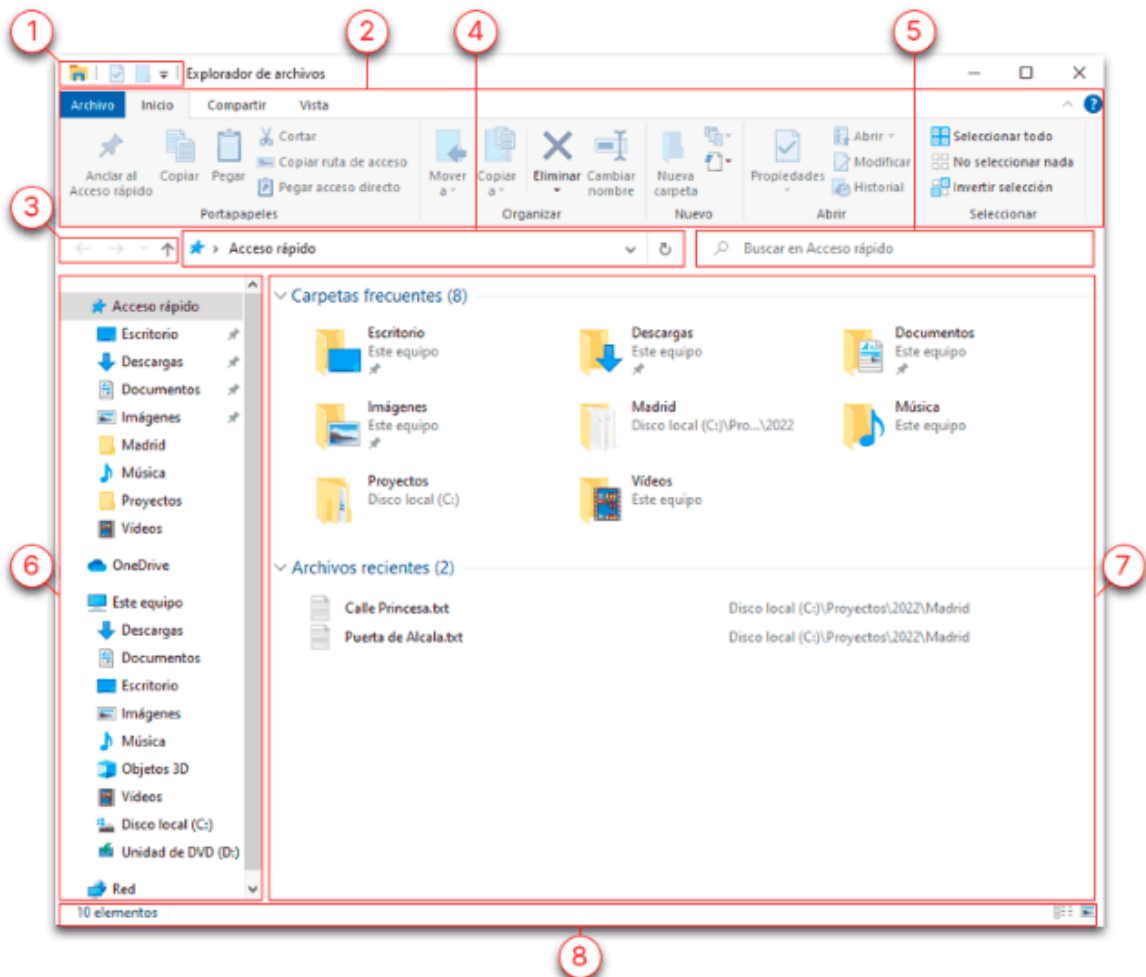 1
2
4
5
Explorador de archivos
Archivo Inicio Compartir Vista
Anclar al
Acceso rápido
Copiar
Pegar
Cortar
Copiar ruta de acceso
Pegar acceso directo
Portapapeles
Mover
a
Copiar
a
Eliminar
Cambiar
nombre
Organizar
Nueva
carpeta
Nuevo
Propiedades
Abrir
Modificar
Historial
Abrir
Seleccionar todo
No seleccionar nada
Invertir selección
Seleccionar
3
Acceso rápido
Buscar en Acceso rápido
Acceso rápido
Escritorio
Descargas
Documentos
Imágenes
Madrid
Música
Proyectos
Vídeos
OneDrive
Este equipo
Descargas
Documentos
Escritorio
Imágenes
Música
Objetos 3D
Vídeos
Disco local (C:)
Unidad de DVD (D:)
Red
6
Carpetas frecuentes (8)
Escritorio
Este equipo
Descargas
Este equipo
Documentos
Este equipo
Imágenes
Este equipo
Madrid
Disco local (C:)\Pro...\2022
Música
Este equipo
Proyectos
Disco local (C:)
Vídeos
Este equipo
Archivos recientes (2)
Calle Princesa.txt Disco local (C:)\Proyectos\2022\Madrid
Puerta de Alcala.txt Disco local (C:)\Proyectos\2022\Madrid
7
10 elementos
8